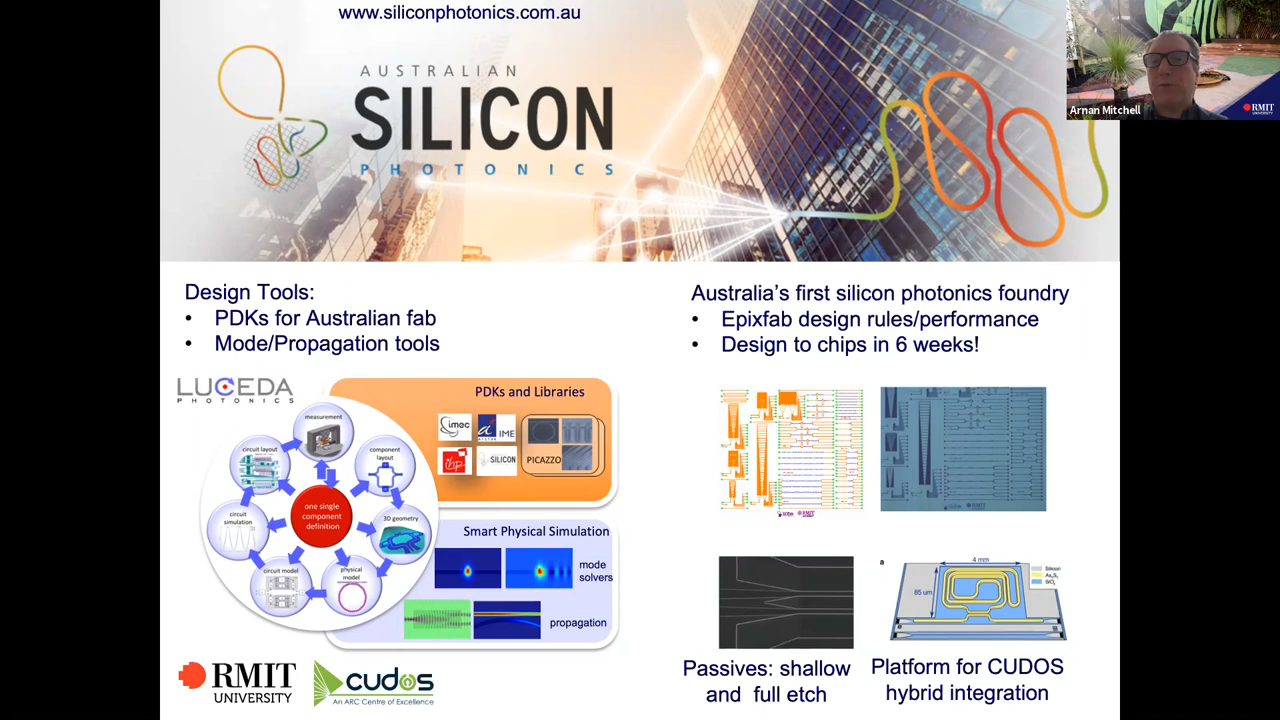 www.siliconphotonics.com.au
AUSTRALIAN
SILICON
PHOTONICS
Arnan Mitchell
RMIT
UNIVERSITY
Design Tools:
• PDKs for Australian fab
• Mode/Propagation tools
Australia's first silicon photonics foundry
• Epixfab design rules/performance
• Design to chips in 6 weeks!
LUCEDA
PHOTONICS
measurement
component
layout
3D geometry
physical
model
circuit model
circuit
simulation
circuit layout
one single
component
definition
PDKs and Libraries
imec
IME
ihp
SILICON
PICAZZO
Smart Physical Simulation
mode
solvers
propagation
RMIT
UNIVERSITY
cudos
An ARC Centre of Excellence
a
4 mm
85 um
Silicon
As₂S₃
SiO₂
Passives: shallow
and full etch
Platform for CUDOS
hybrid integration